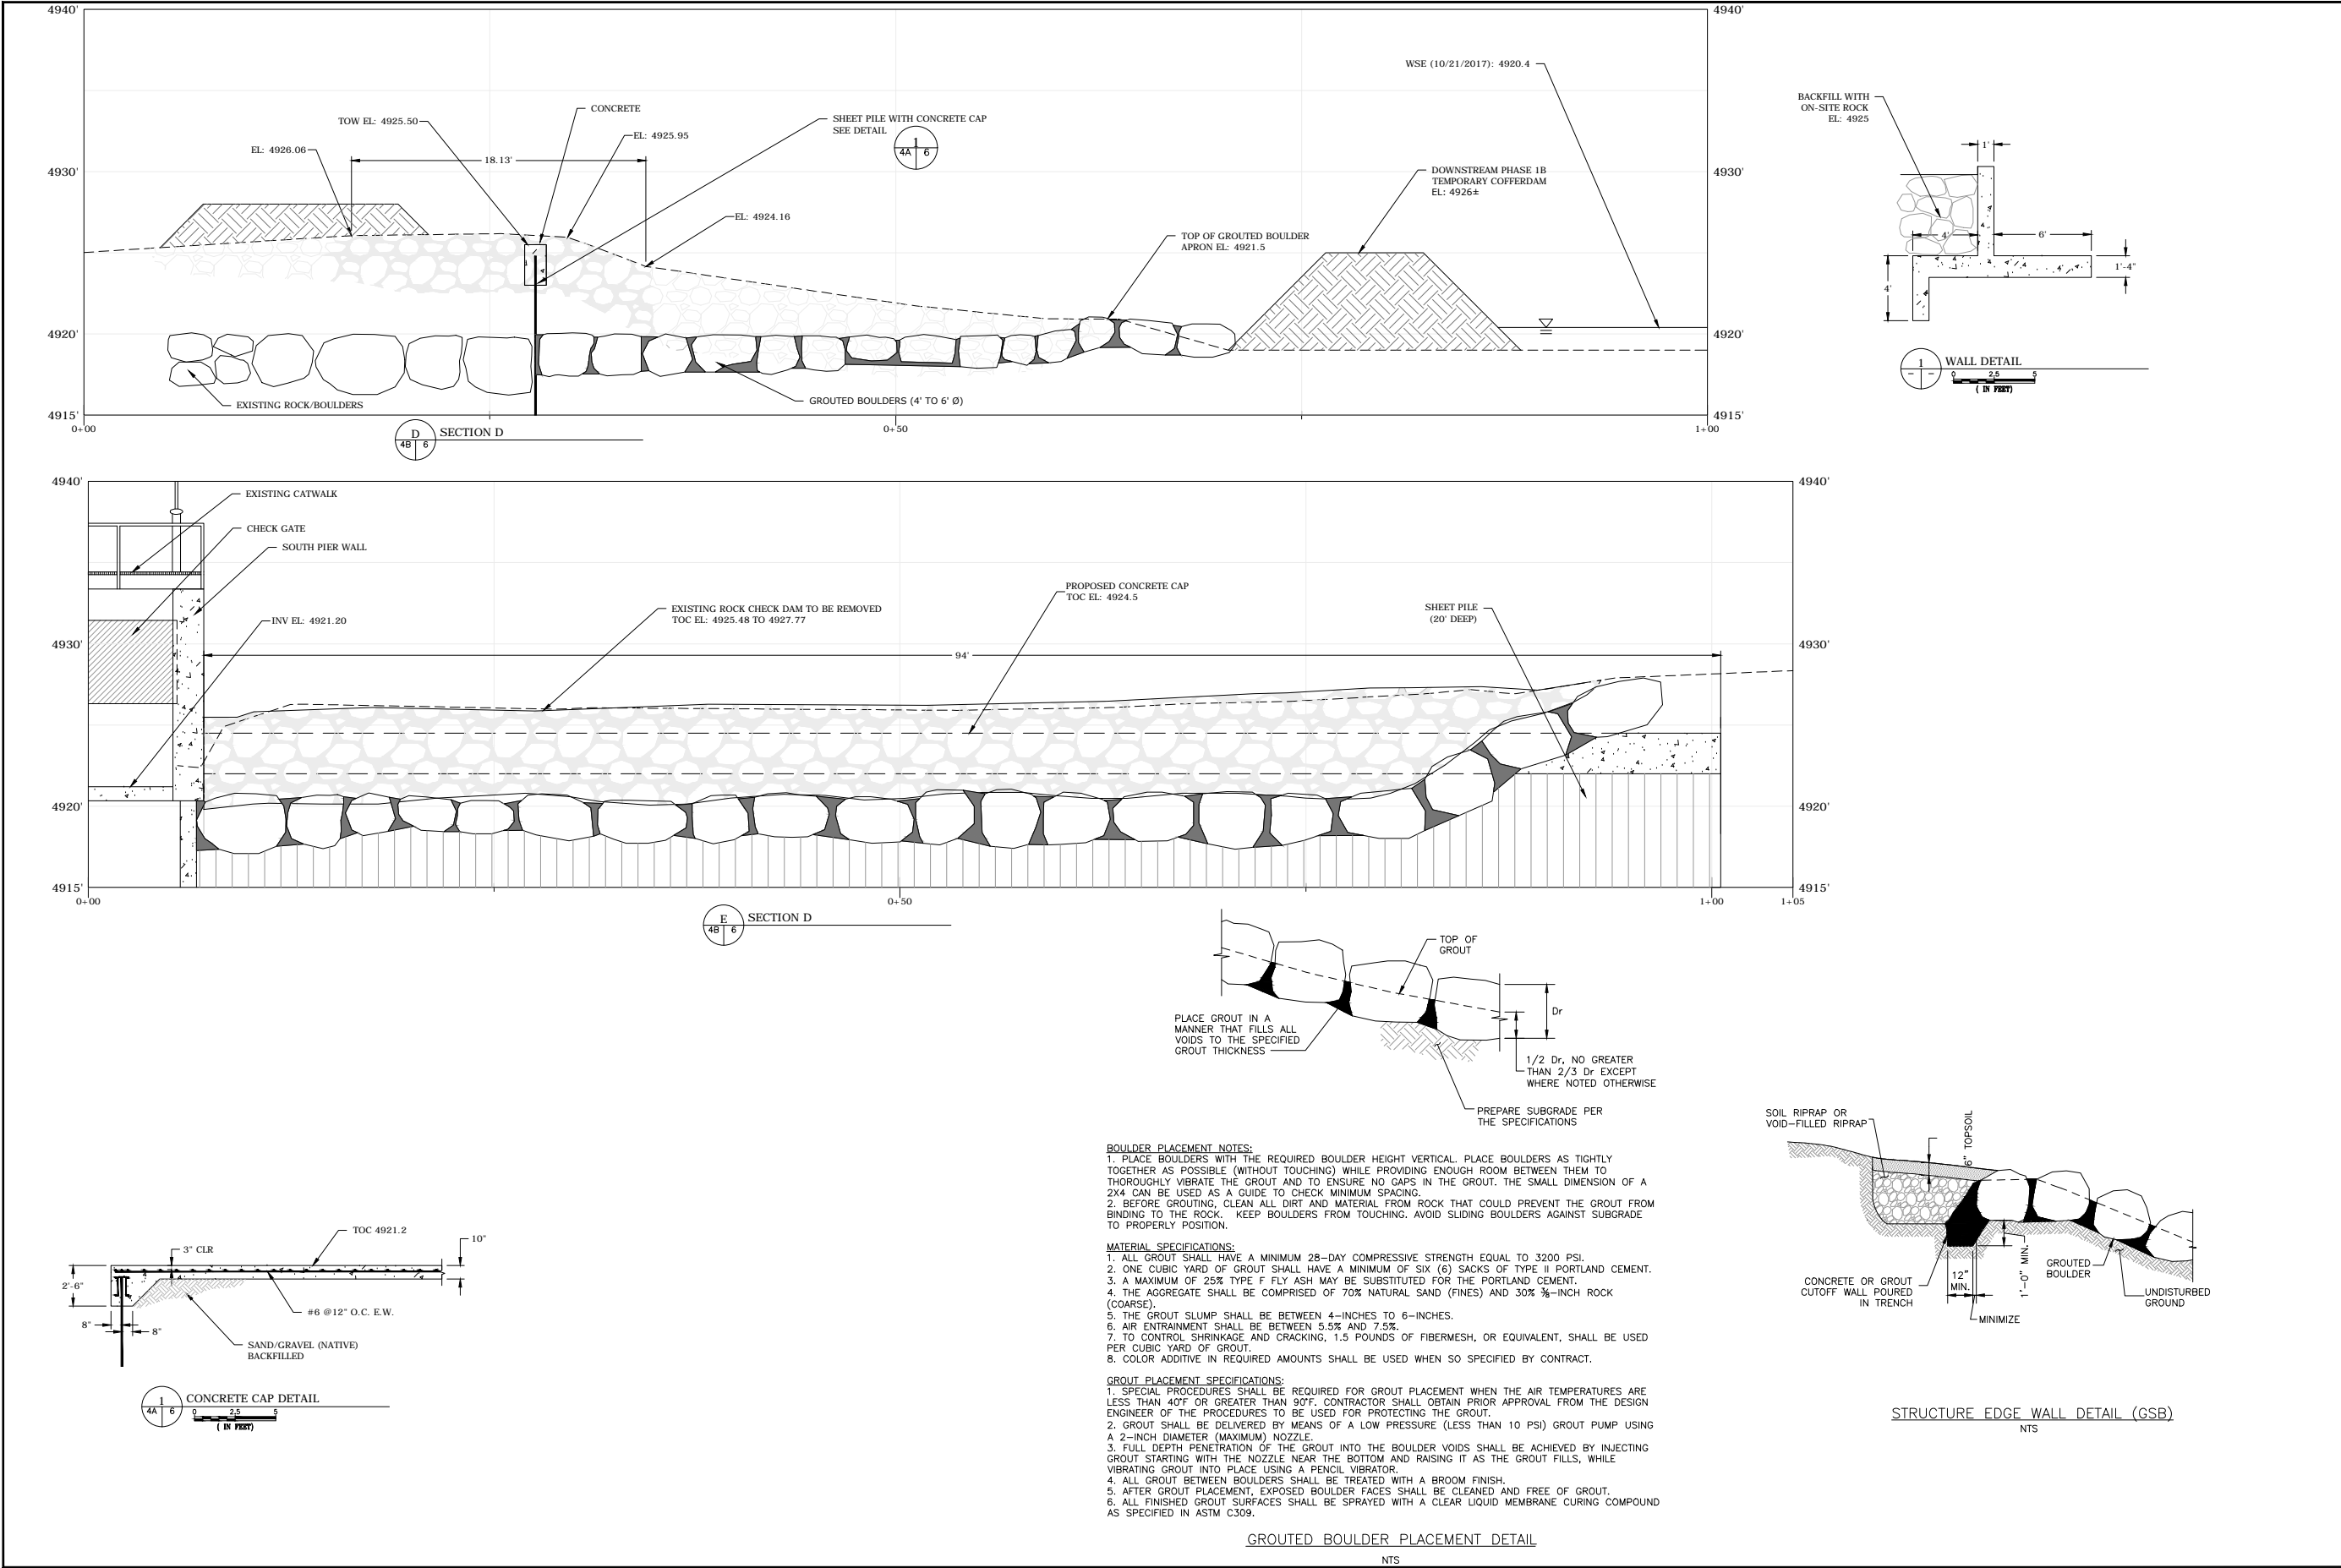 4940'
4940'
WSE (10/21/2017): 4920.4
CONCRETE
TOW EL: 4925.50
EL: 4925.95
SHEET PILE WITH CONCRETE CAP
SEE DETAIL
1
4A 6
EL: 4926.06
18.13'
4930'
4930'
DOWNSTREAM PHASE 1B
TEMPORARY COFFERDAM
EL: 4926±
EL: 4924.16
TOP OF GROUTED BOULDER
APRON EL: 4921.5
4920'
4920'
EXISTING ROCK/BOULDERS
GROUTED BOULDERS (4' TO 6' Ø)
4915'
4915'
0+00
0+50
1+00
D
4B 6
SECTION D
BACKFILL WITH
ON-SITE ROCK
EL: 4925
1'
4'
6'
1'-4"
4'
1
- -
WALL DETAIL
0 2.5 5
( IN FEET)
4940'
4940'
EXISTING CATWALK
CHECK GATE
SOUTH PIER WALL
PROPOSED CONCRETE CAP
TOC EL: 4924.5
EXISTING ROCK CHECK DAM TO BE REMOVED
TOC EL: 4925.48 TO 4927.77
SHEET PILE
(20' DEEP)
INV EL: 4921.20
4930'
4930'
94'
4920'
4920'
4915'
4915'
0+00
0+50
1+00
1+05
E
4B 6
SECTION D
TOP OF
GROUT
Dr
PLACE GROUT IN A
MANNER THAT FILLS ALL
VOIDS TO THE SPECIFIED
GROUT THICKNESS
1/2 Dr, NO GREATER
THAN 2/3 Dr EXCEPT
WHERE NOTED OTHERWISE
PREPARE SUBGRADE PER
THE SPECIFICATIONS
BOULDER PLACEMENT NOTES:
1. PLACE BOULDERS WITH THE REQUIRED BOULDER HEIGHT VERTICAL. PLACE BOULDERS AS TIGHTLY
TOGETHER AS POSSIBLE (WITHOUT TOUCHING) WHILE PROVIDING ENOUGH ROOM BETWEEN THEM TO
THOROUGHLY VIBRATE THE GROUT AND TO ENSURE NO GAPS IN THE GROUT. THE SMALL DIMENSION OF A
2X4 CAN BE USED AS A GUIDE TO CHECK MINIMUM SPACING.
2. BEFORE GROUTING, CLEAN ALL DIRT AND MATERIAL FROM ROCK THAT COULD PREVENT THE GROUT FROM
BINDING TO THE ROCK. KEEP BOULDERS FROM TOUCHING. AVOID SLIDING BOULDERS AGAINST SUBGRADE
TO PROPERLY POSITION.
MATERIAL SPECIFICATIONS:
1. ALL GROUT SHALL HAVE A MINIMUM 28-DAY COMPRESSIVE STRENGTH EQUAL TO 3200 PSI.
2. ONE CUBIC YARD OF GROUT SHALL HAVE A MINIMUM OF SIX (6) SACKS OF TYPE II PORTLAND CEMENT.
3. A MAXIMUM OF 25% TYPE F FLY ASH MAY BE SUBSTITUTED FOR THE PORTLAND CEMENT.
4. THE AGGREGATE SHALL BE COMPRISED OF 70% NATURAL SAND (FINES) AND 30% ⅜-INCH ROCK
(COARSE).
5. THE GROUT SLUMP SHALL BE BETWEEN 4-INCHES TO 6-INCHES.
6. AIR ENTRAINMENT SHALL BE BETWEEN 5.5% AND 7.5%.
7. TO CONTROL SHRINKAGE AND CRACKING, 1.5 POUNDS OF FIBERMESH, OR EQUIVALENT, SHALL BE USED
PER CUBIC YARD OF GROUT.
8. COLOR ADDITIVE IN REQUIRED AMOUNTS SHALL BE USED WHEN SO SPECIFIED BY CONTRACT.
GROUT PLACEMENT SPECIFICATIONS:
1. SPECIAL PROCEDURES SHALL BE REQUIRED FOR GROUT PLACEMENT WHEN THE AIR TEMPERATURES ARE
LESS THAN 40°F OR GREATER THAN 90°F. CONTRACTOR SHALL OBTAIN PRIOR APPROVAL FROM THE DESIGN
ENGINEER OF THE PROCEDURES TO BE USED FOR PROTECTING THE GROUT.
2. GROUT SHALL BE DELIVERED BY MEANS OF A LOW PRESSURE (LESS THAN 10 PSI) GROUT PUMP USING
A 2-INCH DIAMETER (MAXIMUM) NOZZLE.
3. FULL DEPTH PENETRATION OF THE GROUT INTO THE BOULDER VOIDS SHALL BE ACHIEVED BY INJECTING
GROUT STARTING WITH THE NOZZLE NEAR THE BOTTOM AND RAISING IT AS THE GROUT FILLS, WHILE
VIBRATING GROUT INTO PLACE USING A PENCIL VIBRATOR.
4. ALL GROUT BETWEEN BOULDERS SHALL BE TREATED WITH A BROOM FINISH.
5. AFTER GROUT PLACEMENT, EXPOSED BOULDER FACES SHALL BE CLEANED AND FREE OF GROUT.
6. ALL FINISHED GROUT SURFACES SHALL BE SPRAYED WITH A CLEAR LIQUID MEMBRANE CURING COMPOUND
AS SPECIFIED IN ASTM C309.
GROUTED BOULDER PLACEMENT DETAIL
NTS
TOC 4921.2
3" CLR
10"
2'-6"
#6 @12" O.C. E.W.
8"
8"
SAND/GRAVEL (NATIVE)
BACKFILLED
1
4A 6
CONCRETE CAP DETAIL
0 2.5 5
( IN FEET)
SOIL RIPRAP OR
VOID-FILLED RIPRAP
6" TOPSOIL
GROUTED
BOULDER
CONCRETE OR GROUT
CUTOFF WALL POURED
IN TRENCH
12"
MIN.
1'-0" MIN.
UNDISTURBED
GROUND
MINIMIZE
STRUCTURE EDGE WALL DETAIL (GSB)
NTS